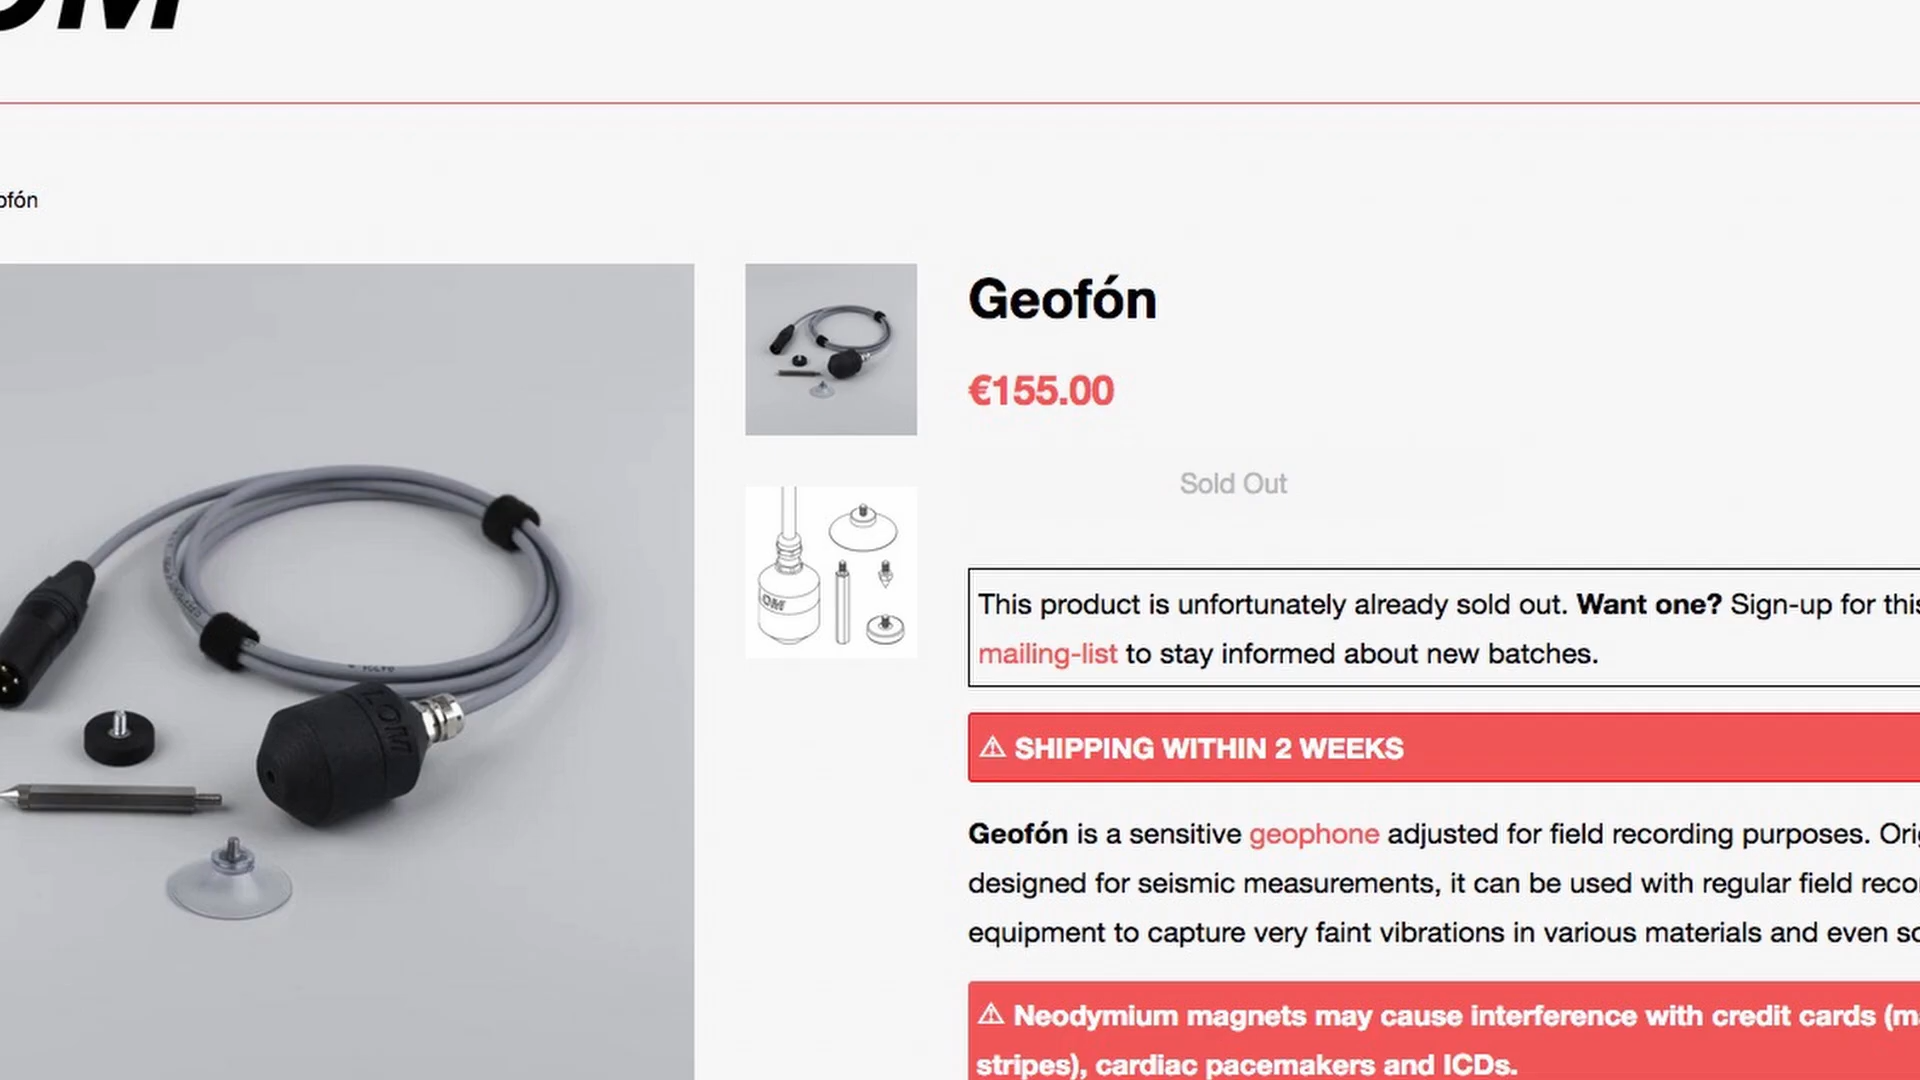 Geofón
€155.00
Sold Out
This product is unfortunately already sold out. Want one? Sign-up for
mailing-list to stay informed about new batches.
⚠ SHIPPING WITHIN 2 WEEKS
Geofón is a sensitive geophone adjusted for field recording purposes.
designed for seismic measurements, it can be used with regular field
equipment to capture very faint vibrations in various materials and even
⚠ Neodymium magnets may cause interference with credit cards
stripes), cardiac pacemakers and ICDs.
LOM